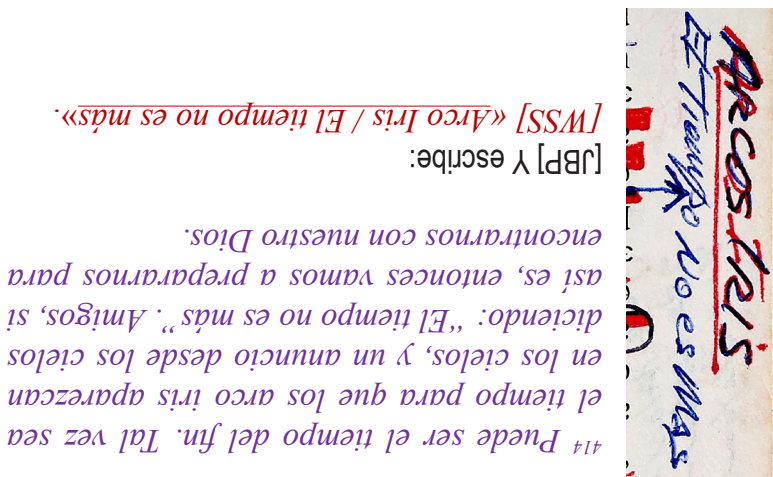 414 Puede ser el tiempo del fin. Tal vez sea
el tiempo para que los arco iris aparezcan
en los cielos, y un anuncio desde los cielos
diciendo: “El tiempo no es más”. Amigos, si
así es, entonces vamos a prepararnos para
encontrarnos con nuestro Dios.
[JBP] Y escribe:
[WSS] «Arco Iris / El tiempo no es más».
ARCOS IRIS
El Tiempo No es Mas